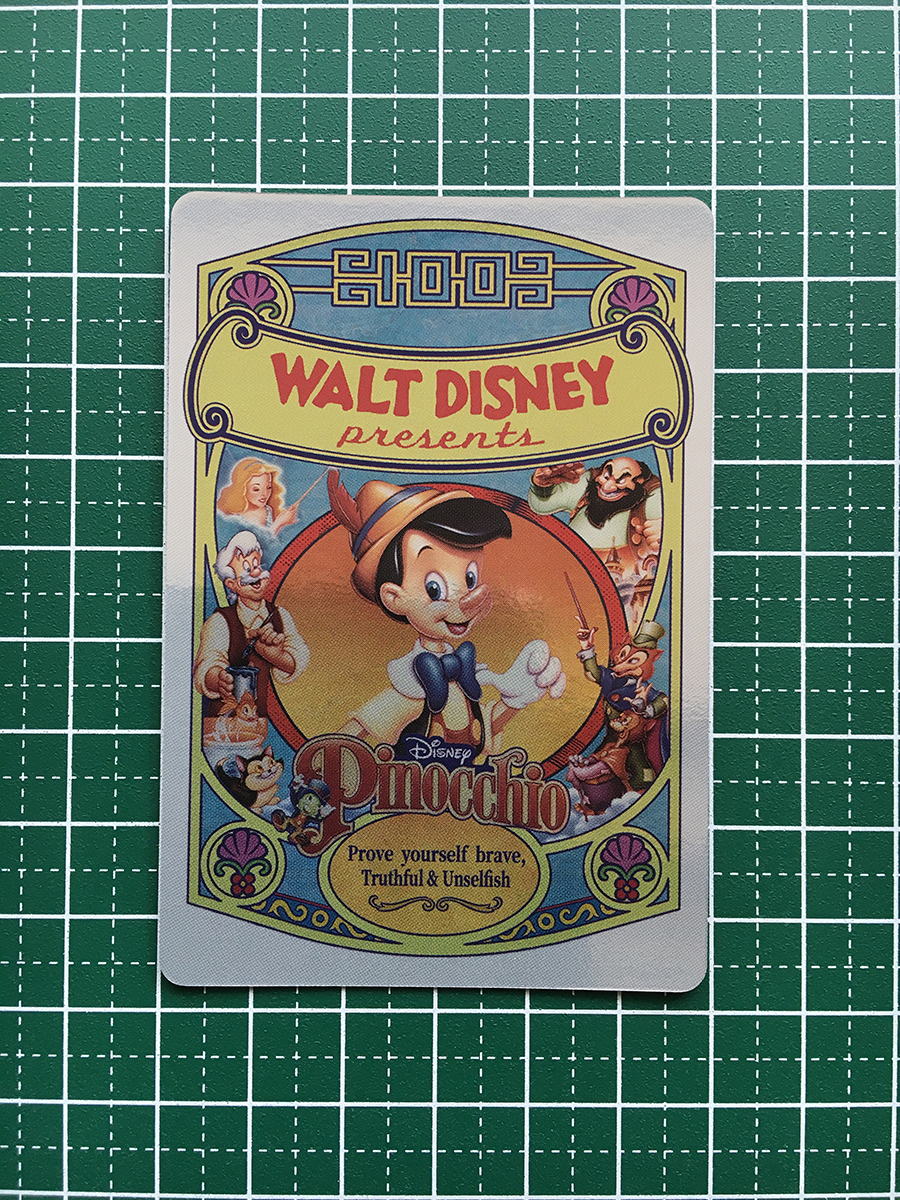 WALT DISNEY
presents
DISNEY
Pinocchio
Prove yourself brave,
Truthful & Unselfish